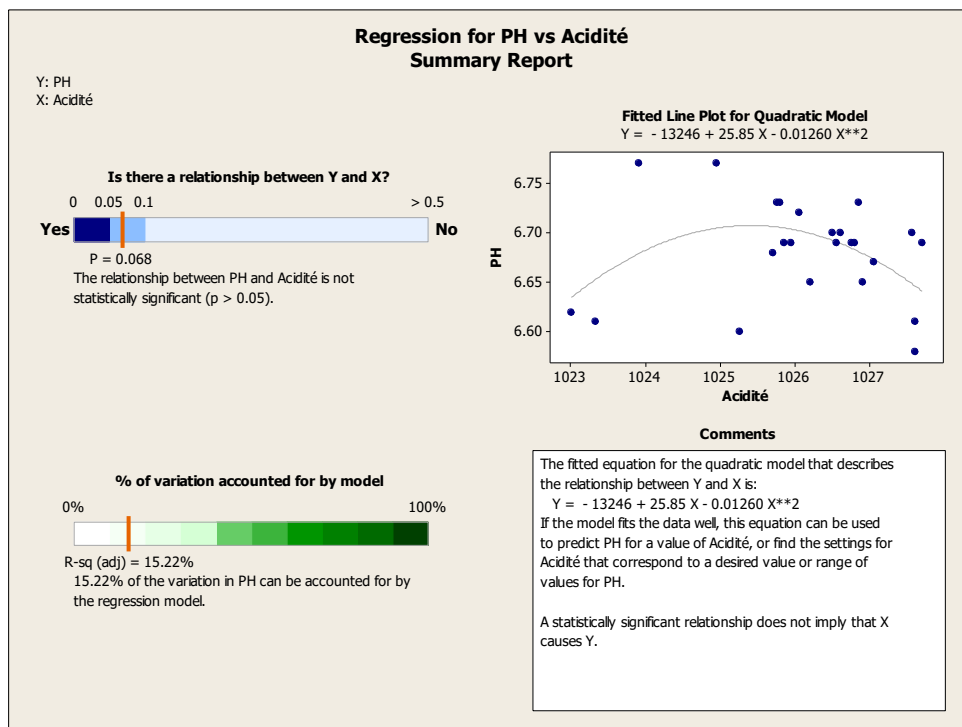 Regression for PH vs Acidité
Summary Report
Y: PH
X: Acidité
Is there a relationship between Y and X?
0 0.05 0.1 > 0.5
Yes No
P = 0.068
The relationship between PH and Acidité is not
statistically significant (p > 0.05).
% of variation accounted for by model
0% 100%
R-sq (adj) = 15.22%
15.22% of the variation in PH can be accounted for by
the regression model.
Fitted Line Plot for Quadratic Model
Y = - 13246 + 25.85 X - 0.01260 X**2
6.75
6.70
6.65
6.60
PH
1023 1024 1025 1026 1027
Acidité
Comments
The fitted equation for the quadratic model that describes
the relationship between Y and X is:
Y = - 13246 + 25.85 X - 0.01260 X**2
If the model fits the data well, this equation can be used
to predict PH for a value of Acidité, or find the settings for
Acidité that correspond to a desired value or range of
values for PH.
A statistically significant relationship does not imply that X
causes Y.